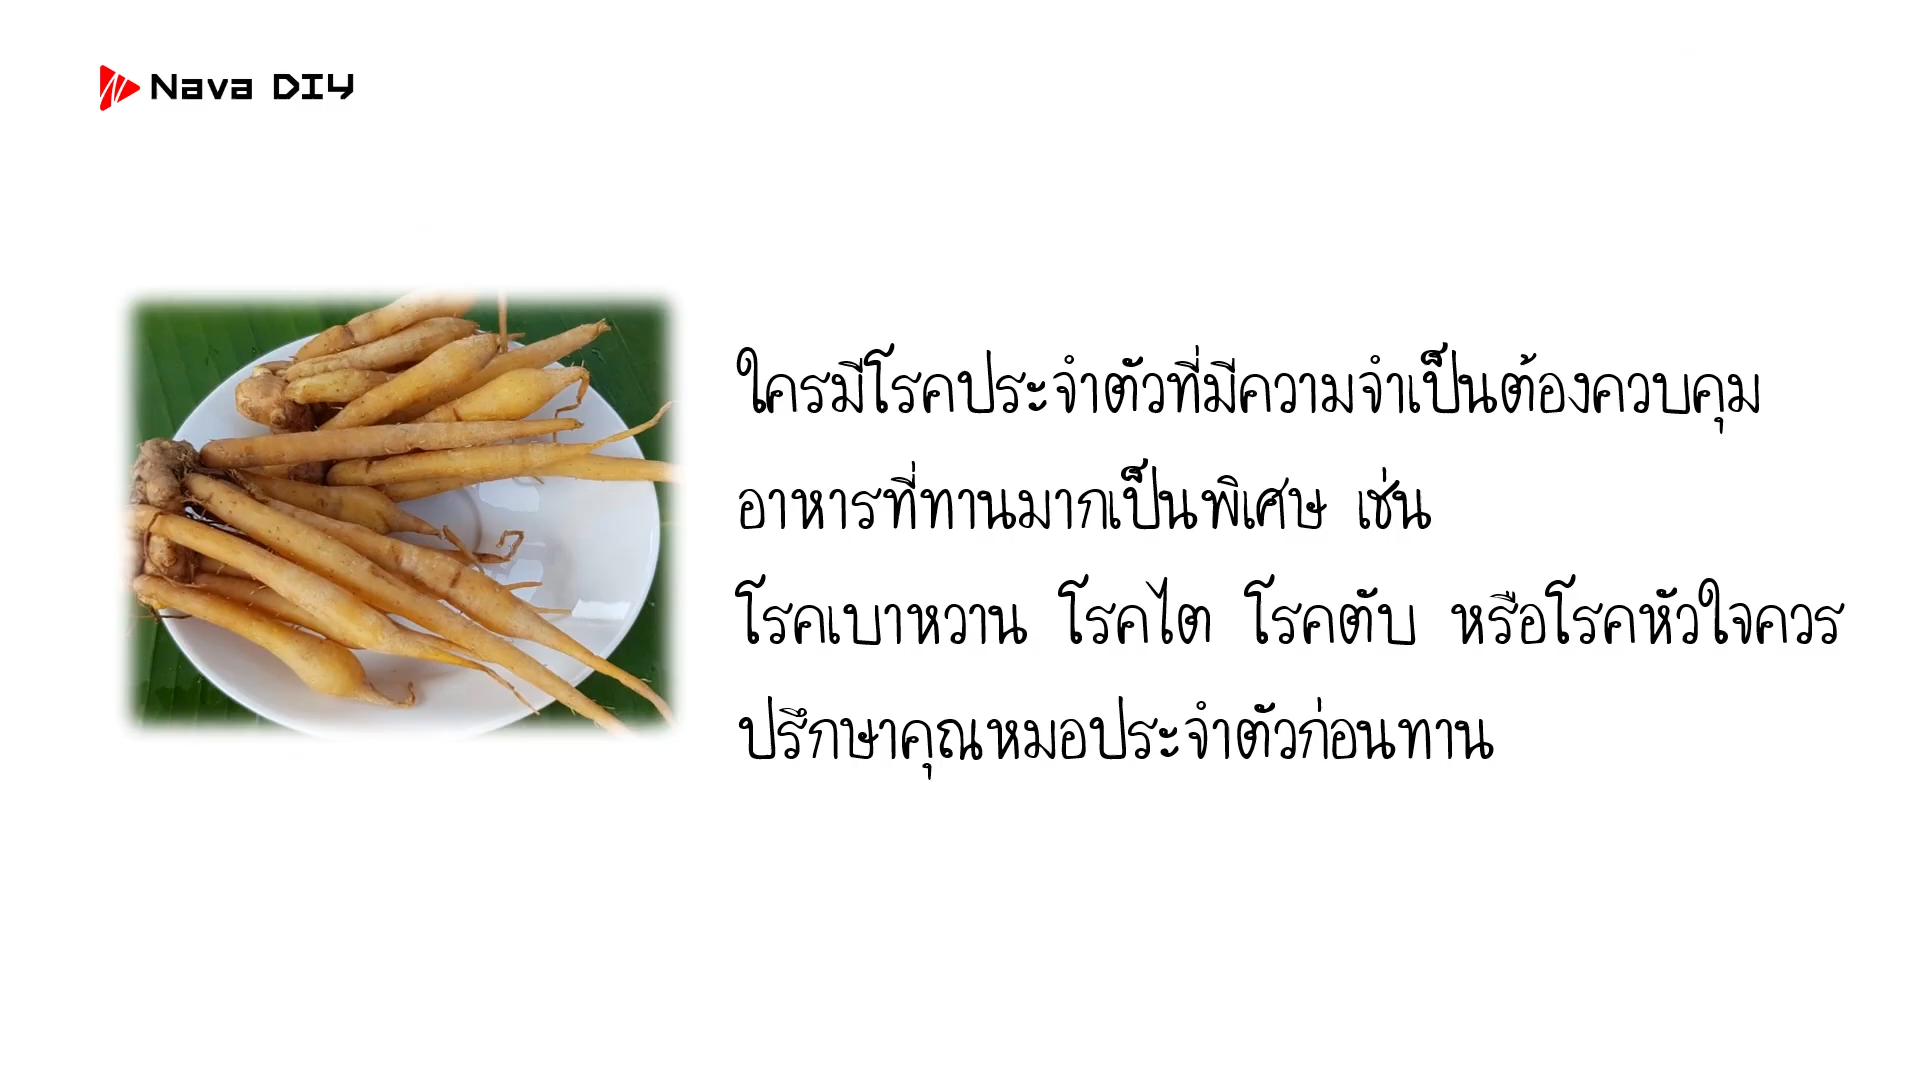 Nava DIY
ใครมีโรคประจำตัวที่มีความจำเป็นต้องควบคุม
อาหารที่ทานมากเป็นพิเศษ เช่น
โรคเบาหวาน โรคไต โรคตับ หรือโรคหัวใจควร
ปรึกษาคุณหมอประจำตัวก่อนทาน